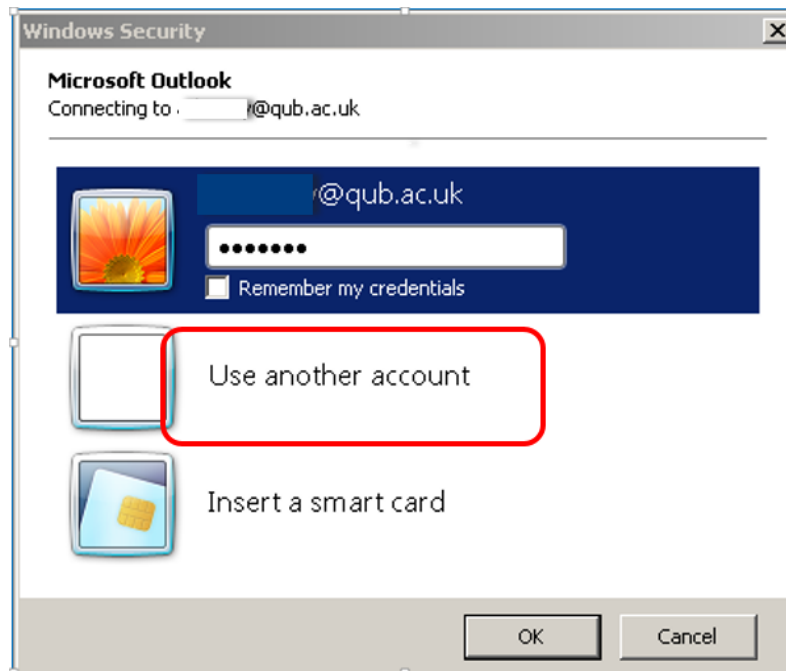 Windows Security
Microsoft Outlook
Connecting to @qub.ac.uk
@qub.ac.uk
Remember my credentials
Use another account
Insert a smart card
OK
Cancel